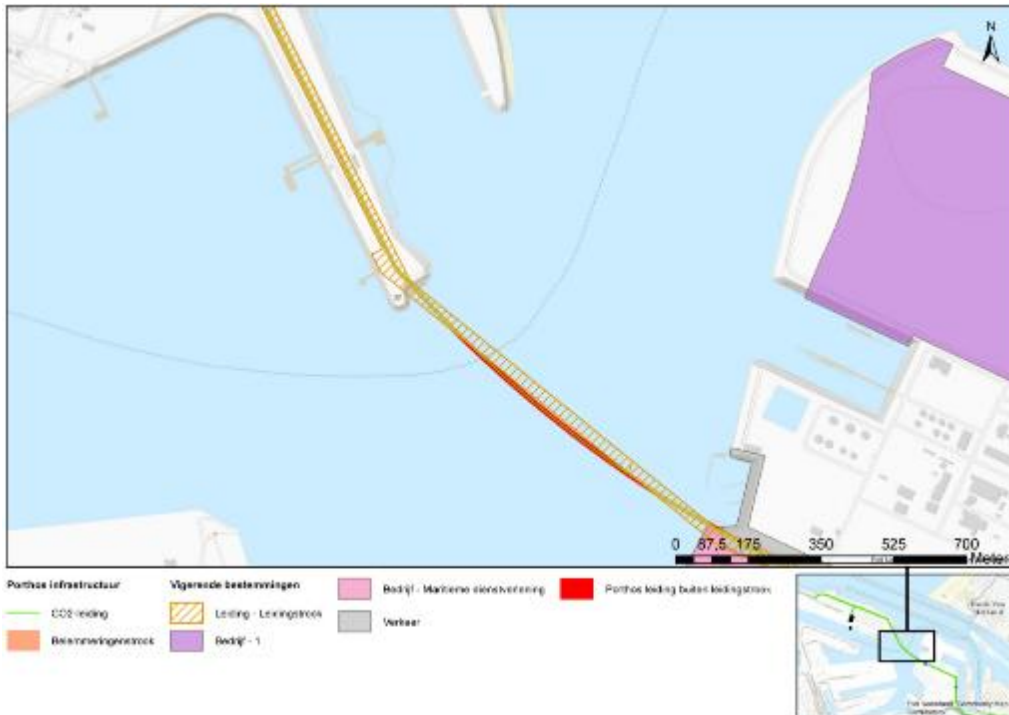 N
0 87,5 175 350 525 700
Meter
Porthos infrastructuur
CO2-leiding
Belemmeringenstrook
Vigerende bestemmingen
Leiding - Leidingstrook
Bedrijf - 1
Bedrijf - Maritieme dienstverlening
Verkeer
Porthos leiding buiten leidingstrook